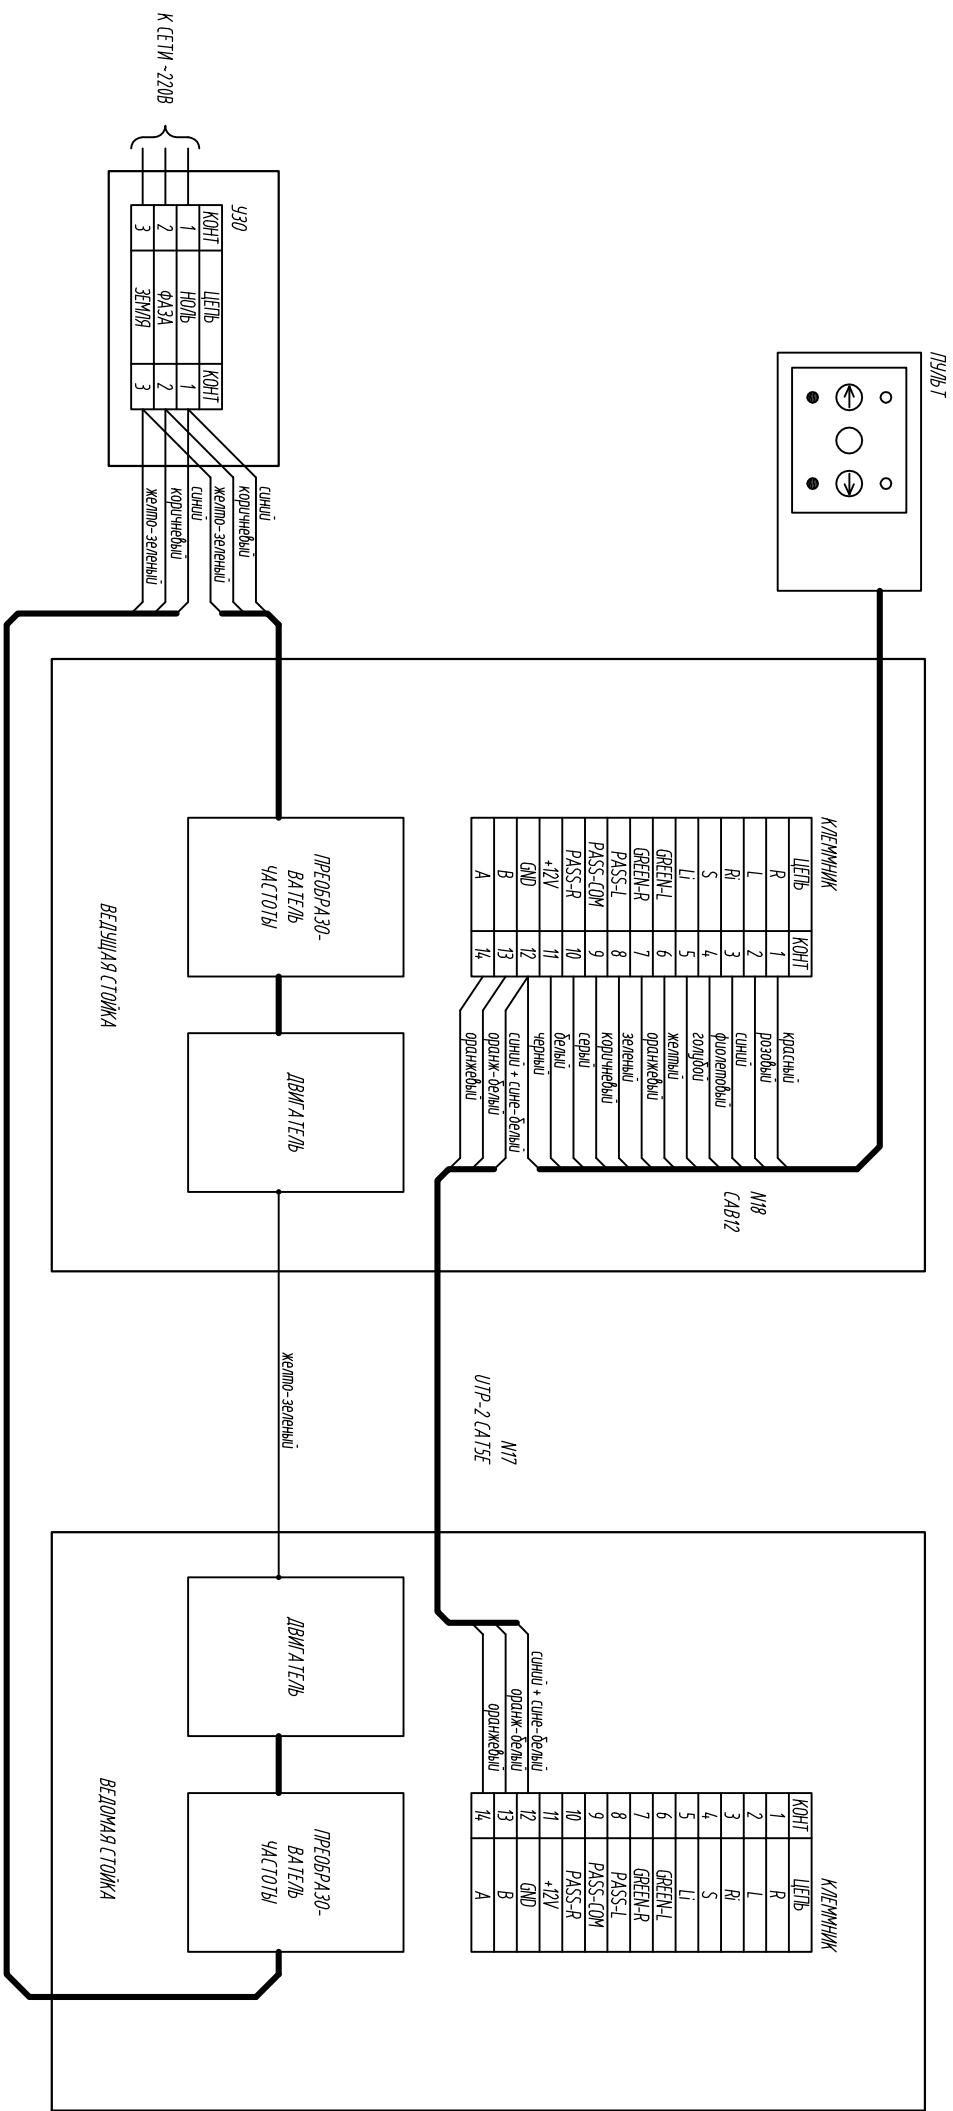 ПУЛЬТ
К СЕТИ ~220В
УЗО
КОНТ ЦЕПЬ КОНТ
1 НОЛЬ 1
2 ФАЗА 2
3 ЗЕМЛЯ 3
синий
коричневый
желто-зеленый
синий
коричневый
желто-зеленый
КЛЕММНИК
ЦЕПЬ КОНТ
R 1
L 2
Ri 3
S 4
Li 5
GREEN-L 6
GREEN-R 7
PASS-L 8
PASS-COM 9
PASS-R 10
+12V 11
GND 12
B 13
A 14
красный
розовый
синий
фиолетовый
голубой
желтый
оранжевый
зеленый
коричневый
серый
белый
черный
синий + сине-белый
оранж-белый
оранжевый
N18
CAB12
ПРЕОБРАЗО-
ВАТЕЛЬ
ЧАСТОТЫ
ДВИГАТЕЛЬ
ВЕДУЩАЯ СТОЙКА
N17
UTP-2 CAT5E
желто-зеленый
КЛЕММНИК
КОНТ ЦЕПЬ
1 R
2 L
3 Ri
4 S
5 Li
6 GREEN-L
7 GREEN-R
8 PASS-L
9 PASS-COM
10 PASS-R
11 +12V
12 GND
13 B
14 A
синий + сине-белый
оранж-белый
оранжевый
ДВИГАТЕЛЬ
ПРЕОБРАЗО-
ВАТЕЛЬ
ЧАСТОТЫ
ВЕДОМАЯ СТОЙКА